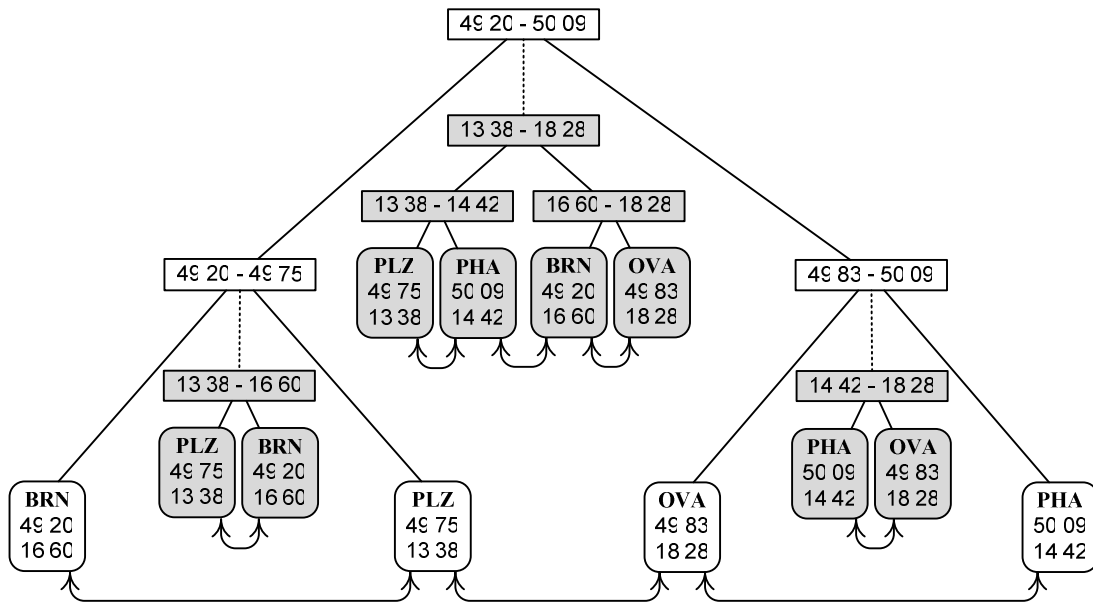 49 20 - 50 09
13 38 - 18 28
13 38 - 14 42
16 60 - 18 28
PLZ
49 75
13 38
PHA
50 09
14 42
BRN
49 20
16 60
OVA
49 83
18 28
49 20 - 49 75
49 83 - 50 09
13 38 - 16 60
PLZ
49 75
13 38
BRN
49 20
16 60
14 42 - 18 28
PHA
50 09
14 42
OVA
49 83
18 28
BRN
49 20
16 60
PLZ
49 75
13 38
OVA
49 83
18 28
PHA
50 09
14 42